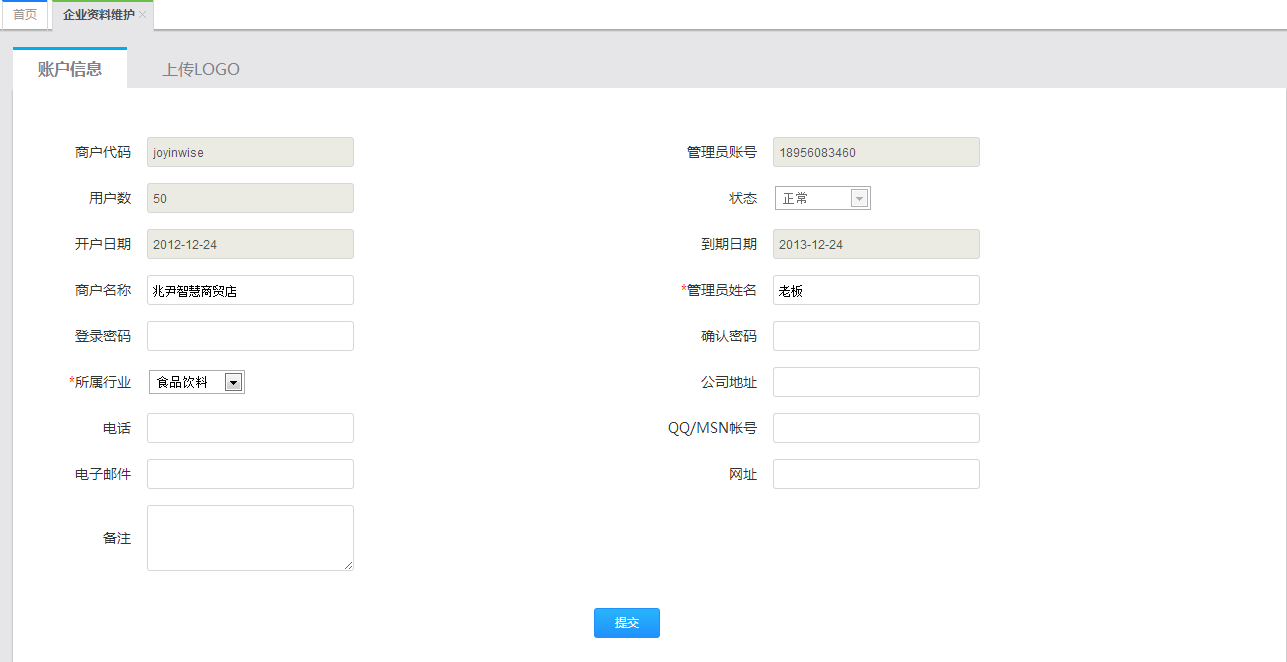 首页 企业资料维护
账户信息 上传LOGO
商户代码 joyinwise 管理员账号 18956083460
用户数 50 状态 正常
开户日期 2012-12-24 到期日期 2013-12-24
商户名称 兆尹智慧商贸店 *管理员姓名 老板
登录密码 确认密码
*所属行业 食品饮料 公司地址
电话 QQ/MSN帐号
电子邮件 网址
备注
提交